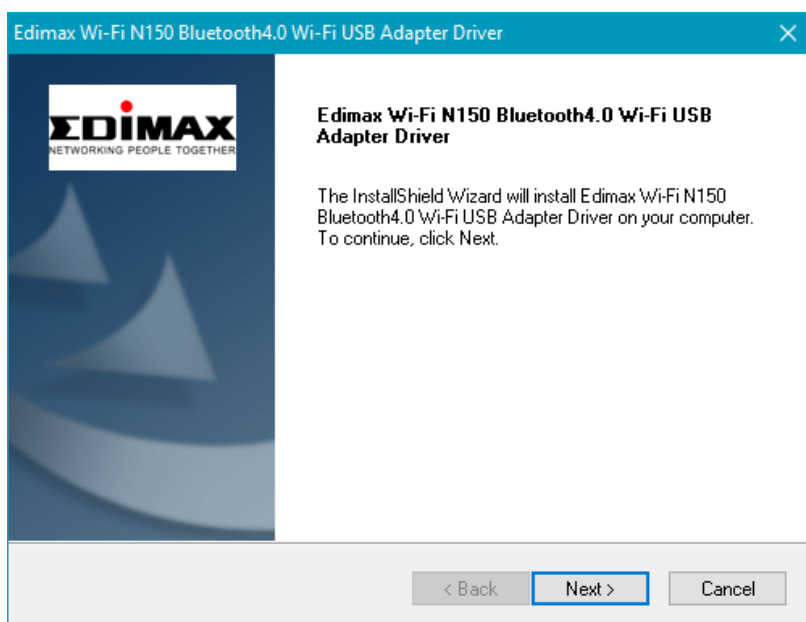 Edimax Wi-Fi N150 Bluetooth4.0 Wi-Fi USB Adapter Driver
EDIMAX
NETWORKING PEOPLE TOGETHER
Edimax Wi-Fi N150 Bluetooth4.0 Wi-Fi USB
Adapter Driver
The InstallShield Wizard will install Edimax Wi-Fi N150
Bluetooth4.0 Wi-Fi USB Adapter Driver on your computer.
To continue, click Next.
< Back
Next >
Cancel